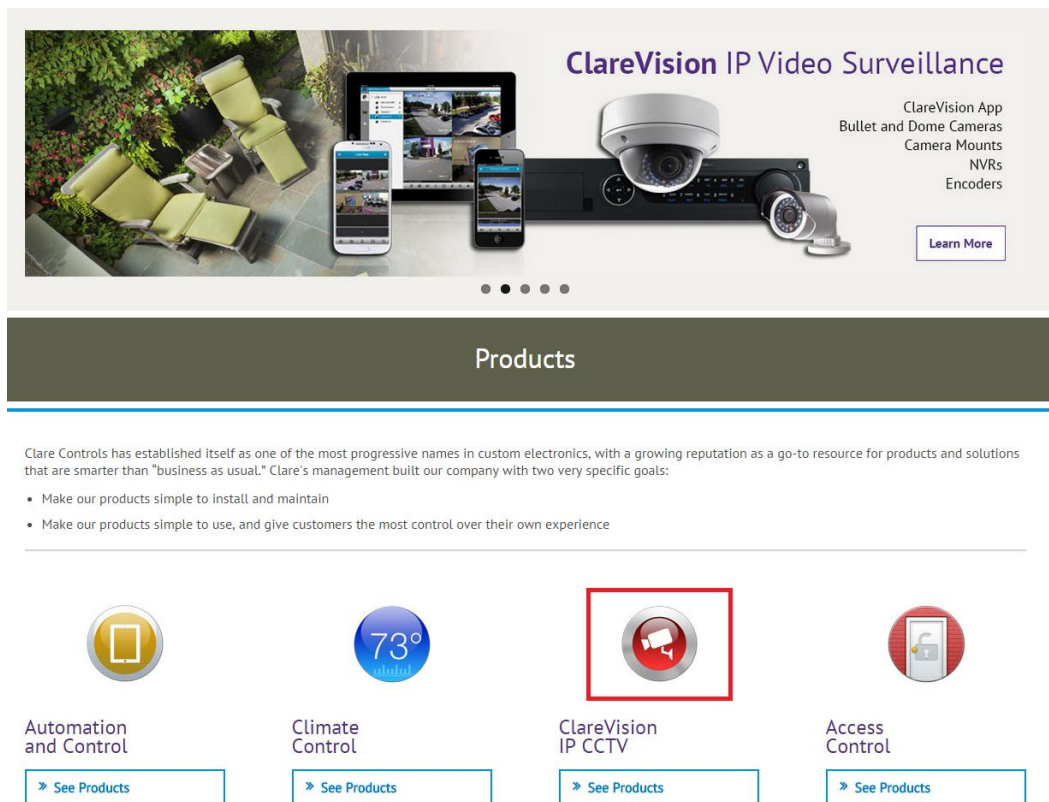 ClareVision IP Video Surveillance
ClareVision App
Bullet and Dome Cameras
Camera Mounts
NVRs
Encoders
Learn More
Products
Clare Controls has established itself as one of the most progressive names in custom electronics, with a growing reputation as a go-to resource for products and solutions
that are smarter than “business as usual.” Clare's management built our company with two very specific goals:
• Make our products simple to install and maintain
• Make our products simple to use, and give customers the most control over their own experience
73°
Automation
and Control
Climate
Control
ClareVision
IP CCTV
Access
Control
» See Products
» See Products
» See Products
» See Products